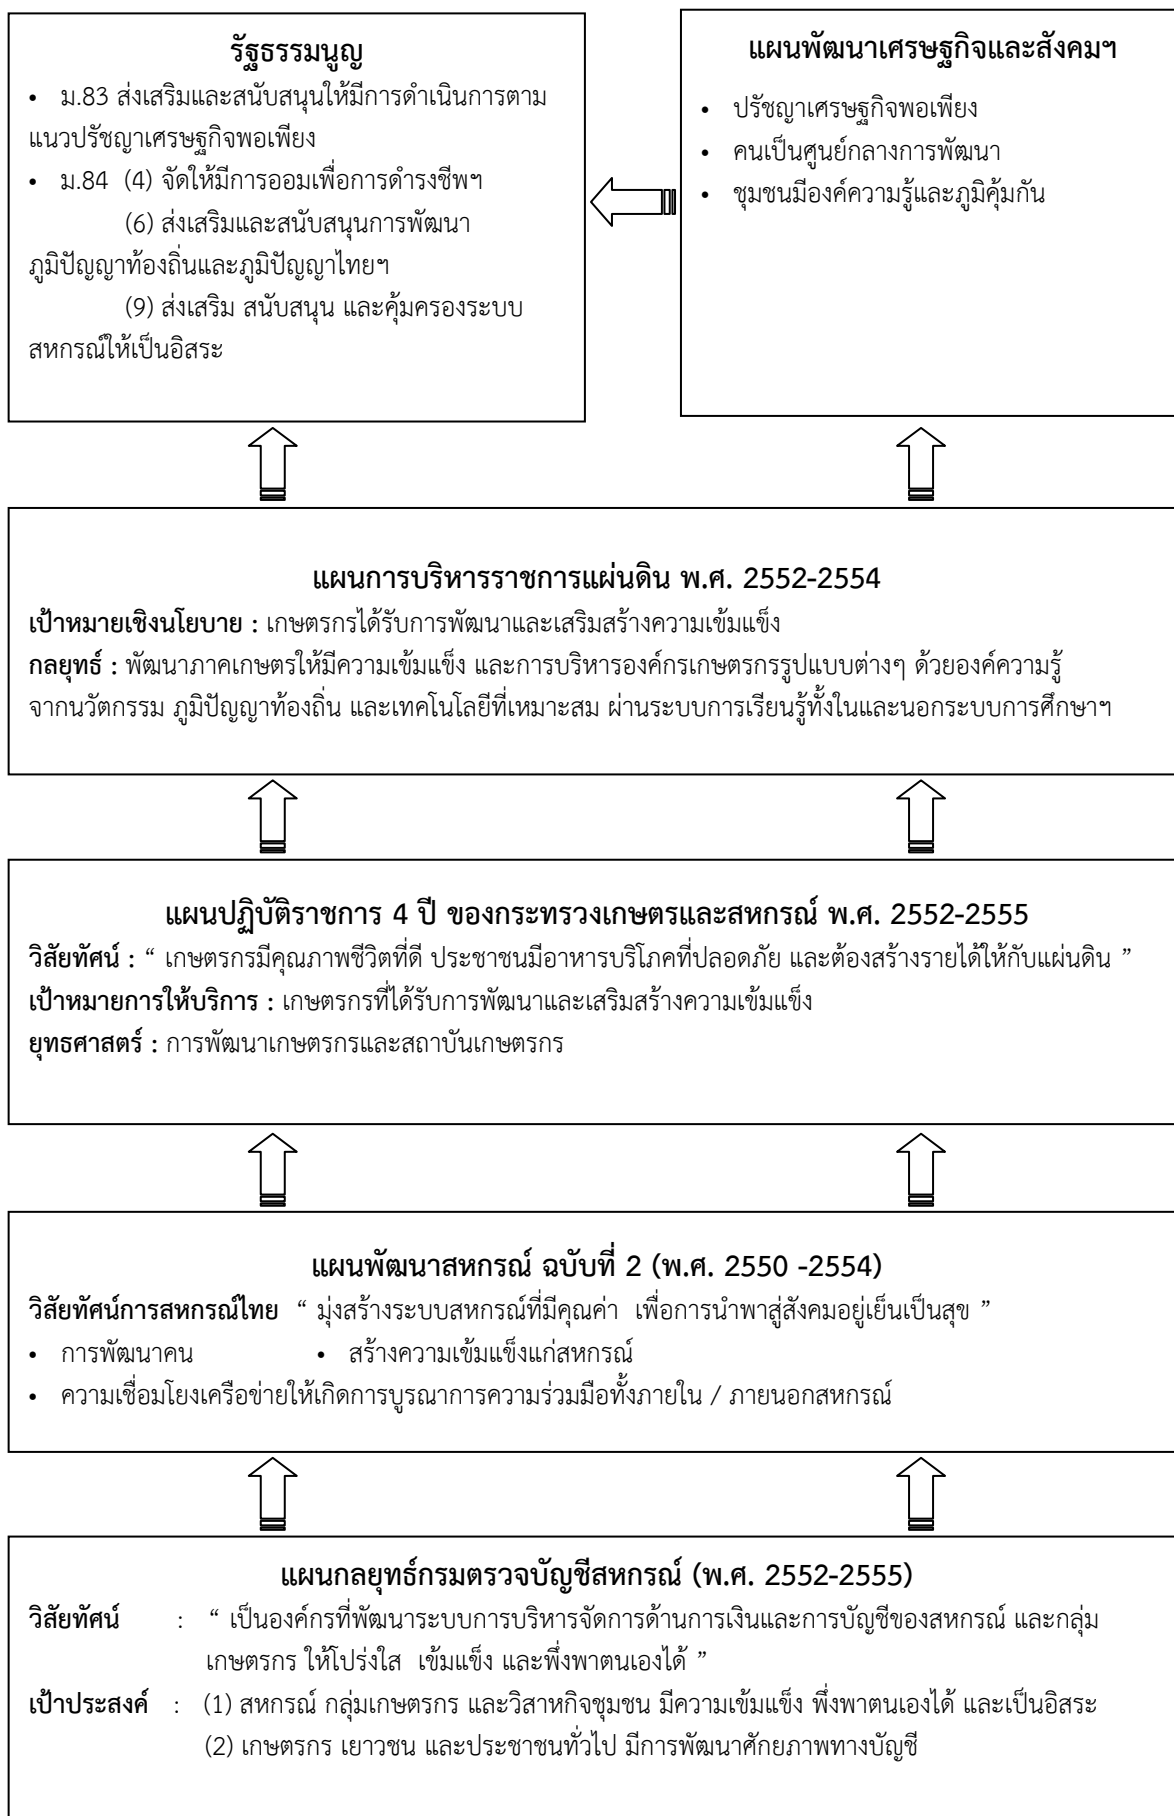 รัฐธรรมนูญ
• ม.83 ส่งเสริมและสนับสนุนให้มีการดำเนินการตาม
แนวปรัชญาเศรษฐกิจพอเพียง
• ม.84 (4) จัดให้มีการออมเพื่อการดำรงชีพฯ
(6) ส่งเสริมและสนับสนุนการพัฒนา
ภูมิปัญญาท้องถิ่นและภูมิปัญญาไทยฯ
(9) ส่งเสริม สนับสนุน และคุ้มครองระบบ
สหกรณ์ให้เป็นอิสระ
แผนพัฒนาเศรษฐกิจและสังคมฯ
• ปรัชญาเศรษฐกิจพอเพียง
• คนเป็นศูนย์กลางการพัฒนา
• ชุมชนมีองค์ความรู้และภูมิคุ้มกัน
แผนการบริหารราชการแผ่นดิน พ.ศ. 2552-2554
เป้าหมายเชิงนโยบาย : เกษตรกรได้รับการพัฒนาและเสริมสร้างความเข้มแข็ง
กลยุทธ์ : พัฒนาภาคเกษตรให้มีความเข้มแข็ง และการบริหารองค์กรเกษตรกรรูปแบบต่างๆ ด้วยองค์ความรู้
จากนวัตกรรม ภูมิปัญญาท้องถิ่น และเทคโนโลยีที่เหมาะสม ผ่านระบบการเรียนรู้ทั้งในและนอกระบบการศึกษาฯ
แผนปฏิบัติราชการ 4 ปี ของกระทรวงเกษตรและสหกรณ์ พ.ศ. 2552-2555
วิสัยทัศน์ : “ เกษตรกรมีคุณภาพชีวิตที่ดี ประชาชนมีอาหารบริโภคที่ปลอดภัย และต้องสร้างรายได้ให้กับแผ่นดิน ”
เป้าหมายการให้บริการ : เกษตรกรที่ได้รับการพัฒนาและเสริมสร้างความเข้มแข็ง
ยุทธศาสตร์ : การพัฒนาเกษตรกรและสถาบันเกษตรกร
แผนพัฒนาสหกรณ์ ฉบับที่ 2 (พ.ศ. 2550 -2554)
วิสัยทัศน์การสหกรณ์ไทย “ มุ่งสร้างระบบสหกรณ์ที่มีคุณค่า เพื่อการนำพาสู่สังคมอยู่เย็นเป็นสุข ”
• การพัฒนาคน • สร้างความเข้มแข็งแก่สหกรณ์
• ความเชื่อมโยงเครือข่ายให้เกิดการบูรณาการความร่วมมือทั้งภายใน / ภายนอกสหกรณ์
แผนกลยุทธ์กรมตรวจบัญชีสหกรณ์ (พ.ศ. 2552-2555)
วิสัยทัศน์ : “ เป็นองค์กรที่พัฒนาระบบการบริหารจัดการด้านการเงินและการบัญชีของสหกรณ์ และกลุ่ม
เกษตรกร ให้โปร่งใส เข้มแข็ง และพึ่งพาตนเองได้ ”
เป้าประสงค์ : (1) สหกรณ์ กลุ่มเกษตรกร และวิสาหกิจชุมชน มีความเข้มแข็ง พึ่งพาตนเองได้ และเป็นอิสระ
(2) เกษตรกร เยาวชน และประชาชนทั่วไป มีการพัฒนาศักยภาพทางบัญชี